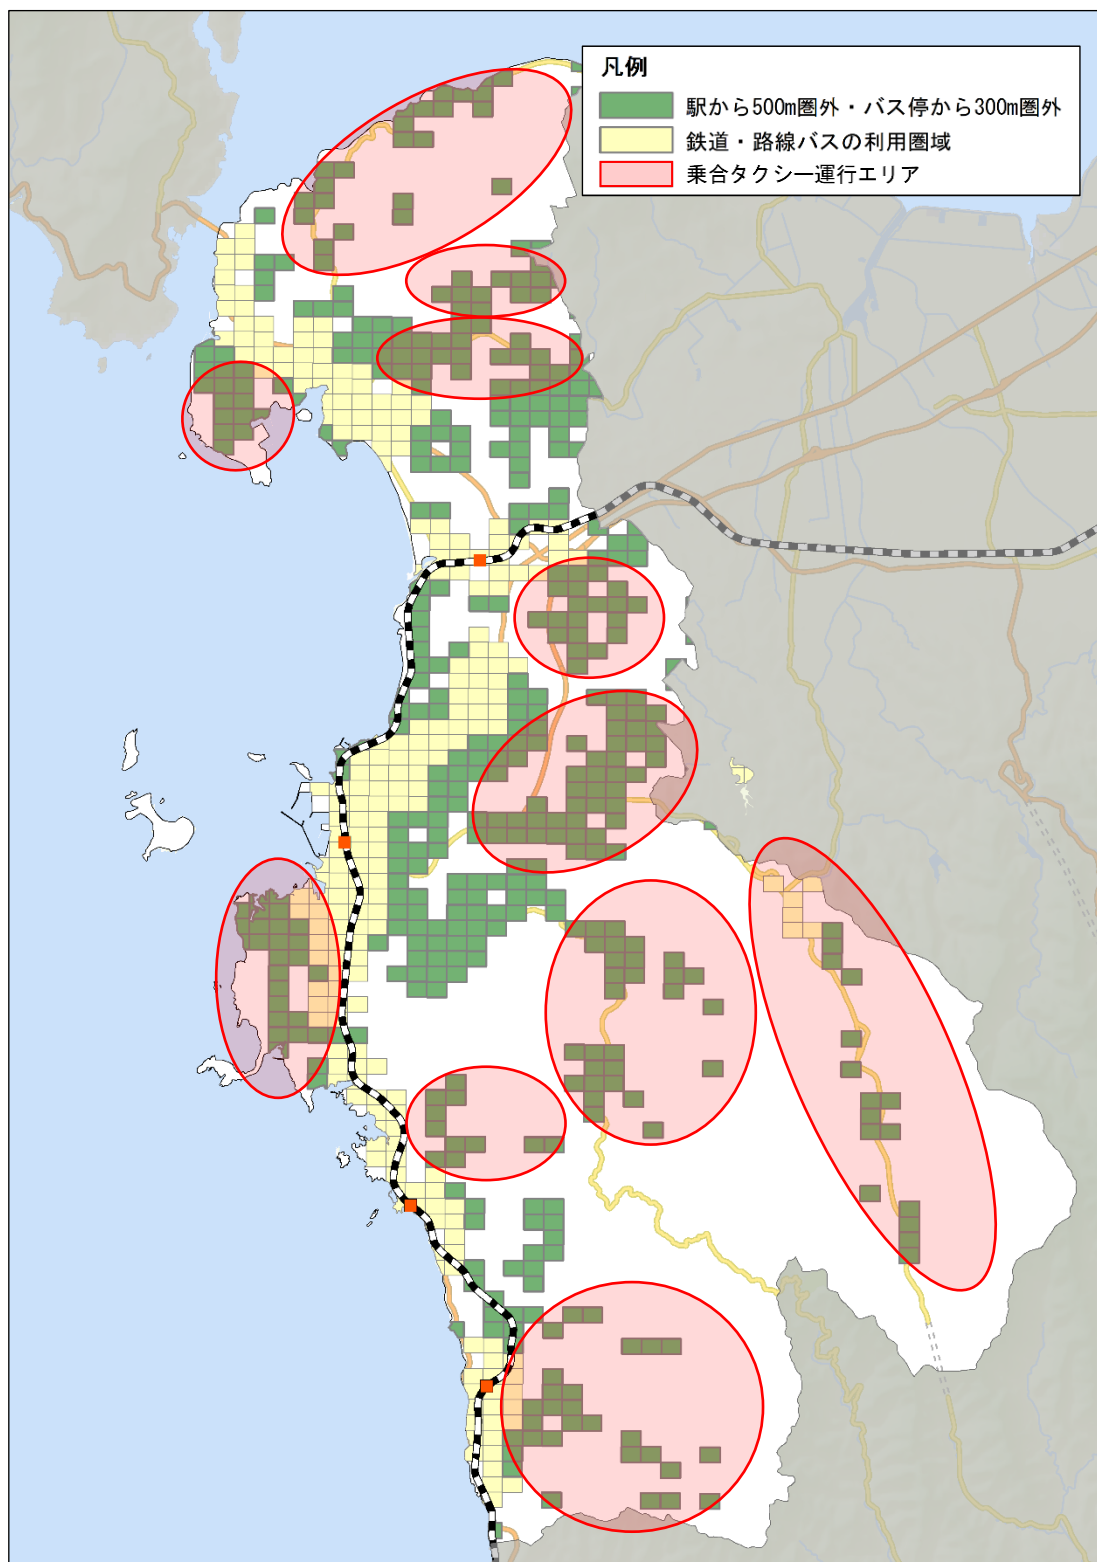 凡例
駅から500m圏外・バス停から300m圏外
鉄道・路線バスの利用圏域
乗合タクシー運行エリア